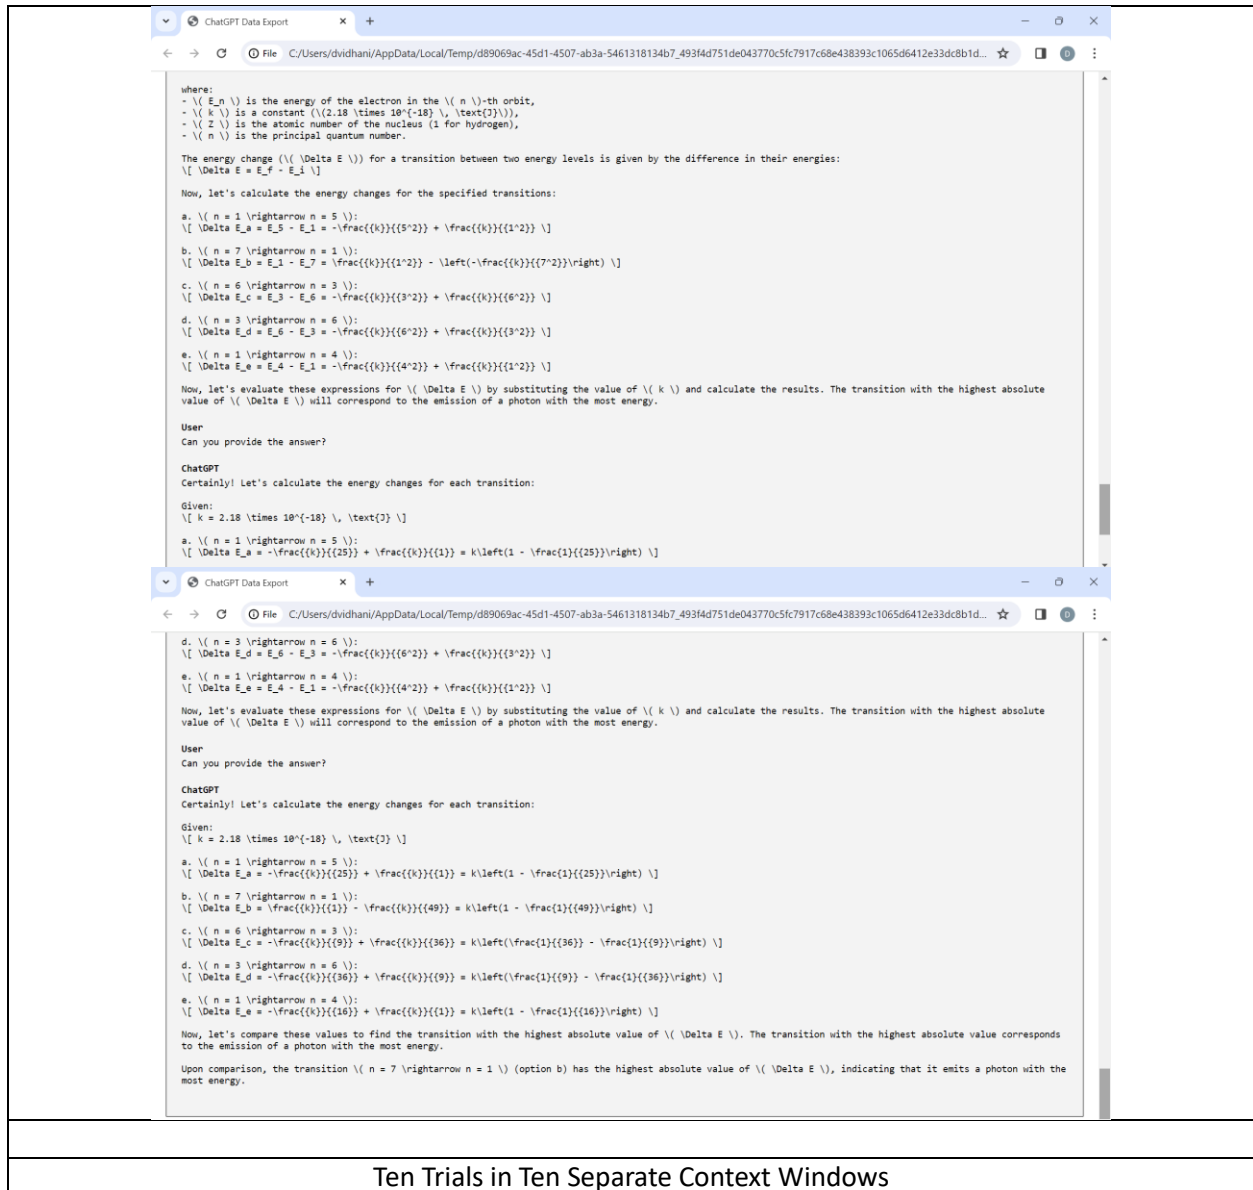 ChatGPT Data Export
File C:/Users/dvidhani/AppData/Local/Temp/d89069ac-45d1-4507-ab3a-5461318134b7_493f4d751de043770c5fc7917c68e438393c1065d6412e33dc8b1d...
D
where:
- \( E_n \) is the energy of the electron in the \( n \)-th orbit,
- \( k \) is a constant (\(2.18 \times 10^{-18} \, \text{J}\)),
- \( Z \) is the atomic number of the nucleus (1 for hydrogen),
- \( n \) is the principal quantum number.
The energy change (\( \Delta E \)) for a transition between two energy levels is given by the difference in their energies:
\[ \Delta E = E_f - E_i \]
Now, let's calculate the energy changes for the specified transitions:
a. \( n = 1 \rightarrow n = 5 \):
\[ \Delta E_a = E_5 - E_1 = -\frac{{k}}{{5^2}} + \frac{{k}}{{1^2}} \]
b. \( n = 7 \rightarrow n = 1 \):
\[ \Delta E_b = E_1 - E_7 = \frac{{k}}{{1^2}} - \left(-\frac{{k}}{{7^2}}\right) \]
c. \( n = 6 \rightarrow n = 3 \):
\[ \Delta E_c = E_3 - E_6 = -\frac{{k}}{{3^2}} + \frac{{k}}{{6^2}} \]
d. \( n = 3 \rightarrow n = 6 \):
\[ \Delta E_d = E_6 - E_3 = -\frac{{k}}{{6^2}} + \frac{{k}}{{3^2}} \]
e. \( n = 1 \rightarrow n = 4 \):
\[ \Delta E_e = E_4 - E_1 = -\frac{{k}}{{4^2}} + \frac{{k}}{{1^2}} \]
Now, let's evaluate these expressions for \( \Delta E \) by substituting the value of \( k \) and calculate the results. The transition with the highest absolute
value of \( \Delta E \) will correspond to the emission of a photon with the most energy.
User
Can you provide the answer?
ChatGPT
Certainly! Let's calculate the energy changes for each transition:
Given:
\[ k = 2.18 \times 10^{-18} \, \text{J} \]
a. \( n = 1 \rightarrow n = 5 \):
\[ \Delta E_a = -\frac{{k}}{{25}} + \frac{{k}}{{1}} = k\left(1 - \frac{1}{{25}}\right) \]
ChatGPT Data Export
File C:/Users/dvidhani/AppData/Local/Temp/d89069ac-45d1-4507-ab3a-5461318134b7_493f4d751de043770c5fc7917c68e438393c1065d6412e33dc8b1d...
D
d. \( n = 3 \rightarrow n = 6 \):
\[ \Delta E_d = E_6 - E_3 = -\frac{{k}}{{6^2}} + \frac{{k}}{{3^2}} \]
e. \( n = 1 \rightarrow n = 4 \):
\[ \Delta E_e = E_4 - E_1 = -\frac{{k}}{{4^2}} + \frac{{k}}{{1^2}} \]
Now, let's evaluate these expressions for \( \Delta E \) by substituting the value of \( k \) and calculate the results. The transition with the highest absolute
value of \( \Delta E \) will correspond to the emission of a photon with the most energy.
User
Can you provide the answer?
ChatGPT
Certainly! Let's calculate the energy changes for each transition:
Given:
\[ k = 2.18 \times 10^{-18} \, \text{J} \]
a. \( n = 1 \rightarrow n = 5 \):
\[ \Delta E_a = -\frac{{k}}{{25}} + \frac{{k}}{{1}} = k\left(1 - \frac{1}{{25}}\right) \]
b. \( n = 7 \rightarrow n = 1 \):
\[ \Delta E_b = \frac{{k}}{{1}} - \frac{{k}}{{49}} = k\left(1 - \frac{1}{{49}}\right) \]
c. \( n = 6 \rightarrow n = 3 \):
\[ \Delta E_c = -\frac{{k}}{{9}} + \frac{{k}}{{36}} = k\left(\frac{1}{{36}} - \frac{1}{{9}}\right) \]
d. \( n = 3 \rightarrow n = 6 \):
\[ \Delta E_d = -\frac{{k}}{{36}} + \frac{{k}}{{9}} = k\left(\frac{1}{{9}} - \frac{1}{{36}}\right) \]
e. \( n = 1 \rightarrow n = 4 \):
\[ \Delta E_e = -\frac{{k}}{{16}} + \frac{{k}}{{1}} = k\left(1 - \frac{1}{{16}}\right) \]
Now, let's compare these values to find the transition with the highest absolute value of \( \Delta E \). The transition with the highest absolute value corresponds
to the emission of a photon with the most energy.
Upon comparison, the transition \( n = 7 \rightarrow n = 1 \) (option b) has the highest absolute value of \( \Delta E \), indicating that it emits a photon with the
most energy.
Ten Trials in Ten Separate Context Windows